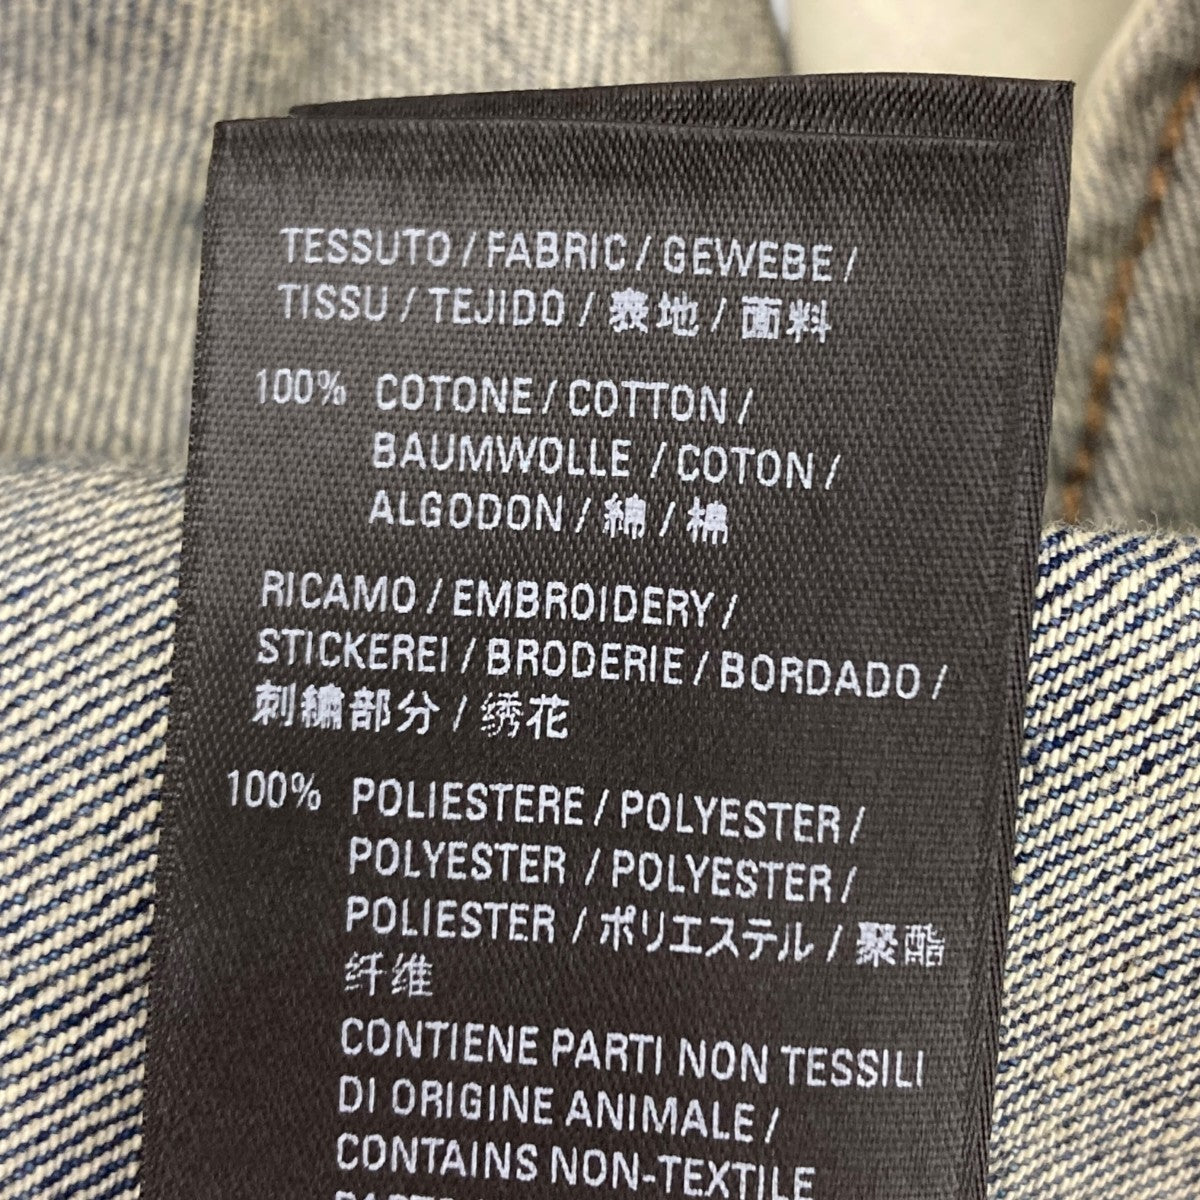 TESSUTO / FABRIC / GEWEBE /
TISSU / TEJIDO / 表地 / 面料
100% COTONE / COTTON /
BAUMWOLLE / COTON /
ALGODON / 綿 / 棉
RICAMO / EMBROIDERY /
STICKEREI / BRODERIE / BORDADO /
刺繍部分 / 绣花
100% POLIESTERE / POLYESTER /
POLYESTER / POLYESTER /
POLIESTER / ポリエステル / 聚酯
纤维
CONTIENE PARTI NON TESSILI
DI ORIGINE ANIMALE /
CONTAINS NON-TEXTILE